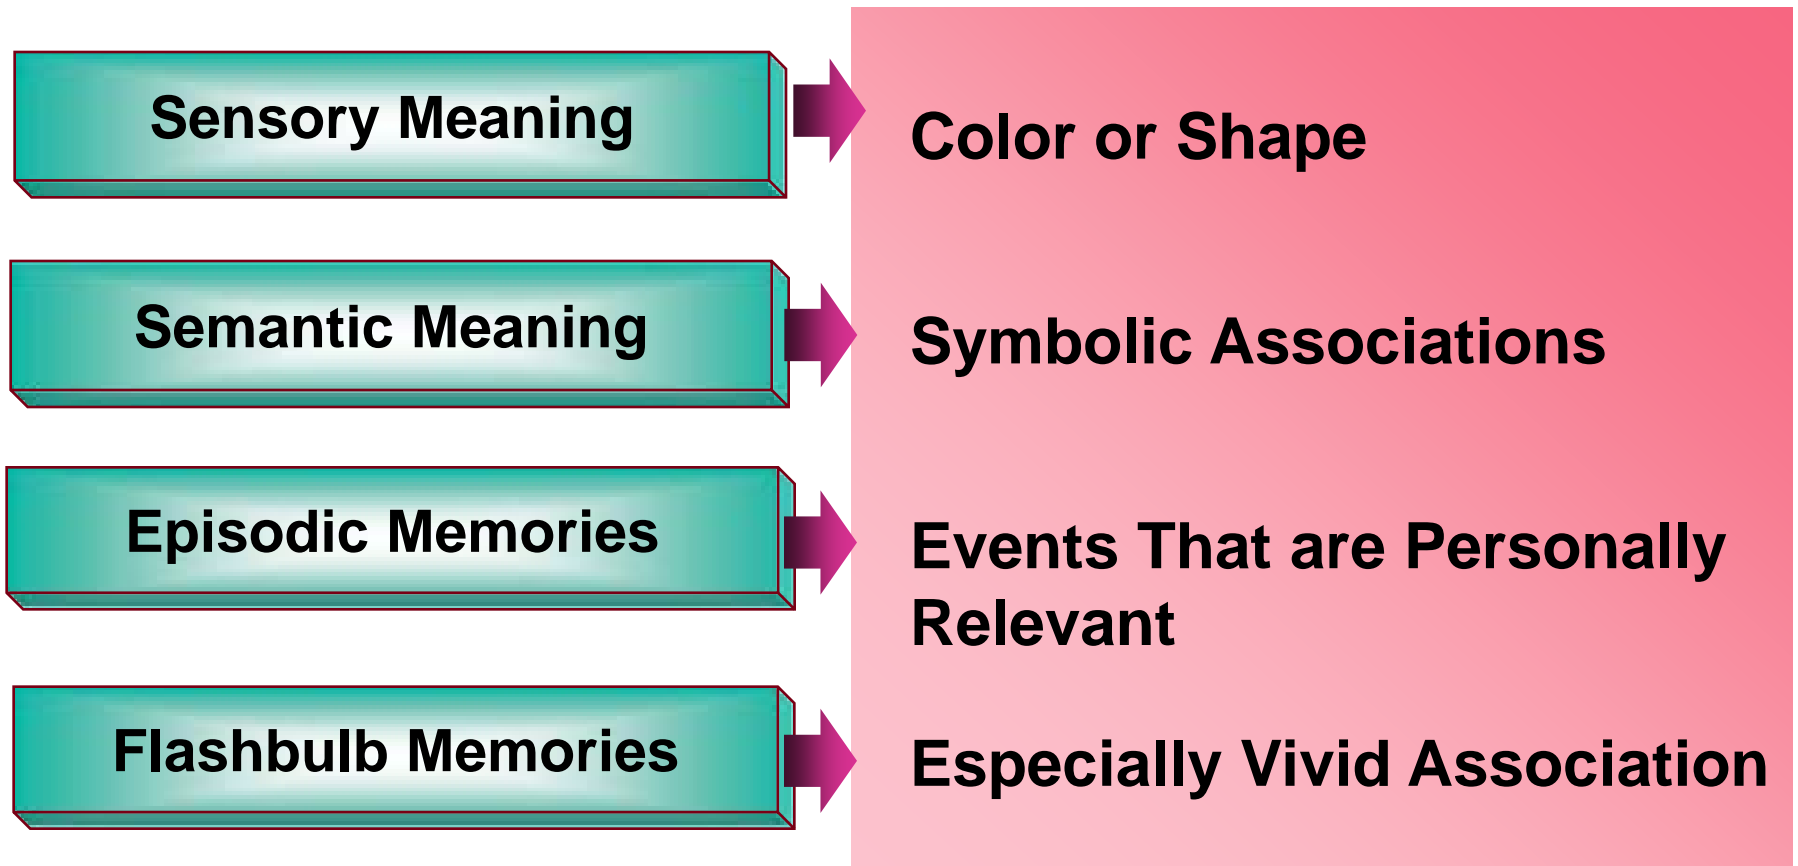 Sensory Meaning
Color or Shape
Semantic Meaning
Symbolic Associations
Episodic Memories
Events That are Personally
Relevant
Flashbulb Memories
Especially Vivid Association